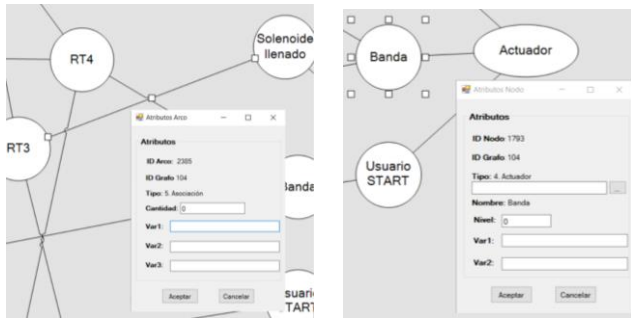 Solenoide
llenado
RT4
RT3
Banda
Usuario
START
Atributos Arco
Atributos
ID Arco: 2385
ID Grafo 104
Tipo: 5. Asociación
Cantidad: 0
Var1:
Var2:
Var3:
Aceptar Cancelar
Banda
Actuador
Usuario
START
Atributos Nodo
Atributos
ID Nodo 1793
ID Grafo 104
Tipo: 4. Actuador
...
Nombre: Banda
Nivel: 0
Var1:
Var2:
Aceptar Cancelar